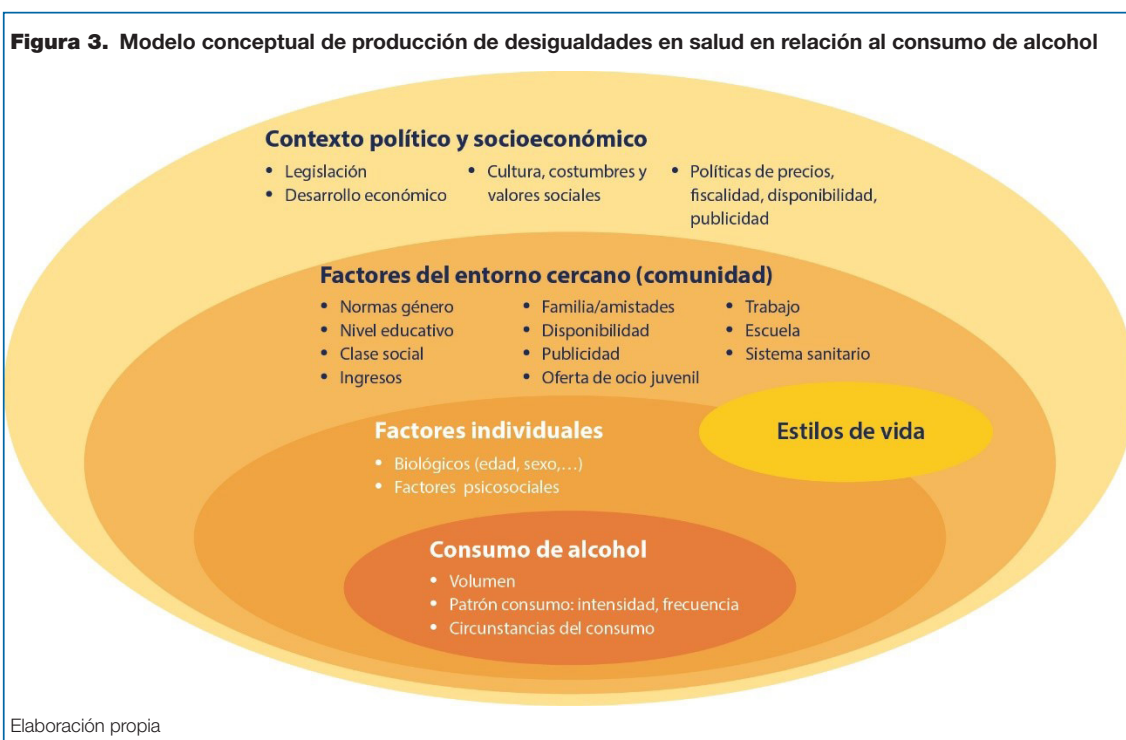 Figura 3. Modelo conceptual de producción de desigualdades en salud en relación al consumo de alcohol
Contexto político y socioeconómico
• Legislación
• Desarrollo económico
• Cultura, costumbres y
valores sociales
• Políticas de precios,
fiscalidad, disponibilidad,
publicidad
Factores del entorno cercano (comunidad)
• Normas género
• Nivel educativo
• Clase social
• Ingresos
• Familia/amistades
• Disponibilidad
• Publicidad
• Oferta de ocio juvenil
• Trabajo
• Escuela
• Sistema sanitario
Estilos de vida
Factores individuales
• Biológicos (edad, sexo,...)
• Factores psicosociales
Consumo de alcohol
• Volumen
• Patrón consumo: intensidad, frecuencia
• Circunstancias del consumo
Elaboración propia